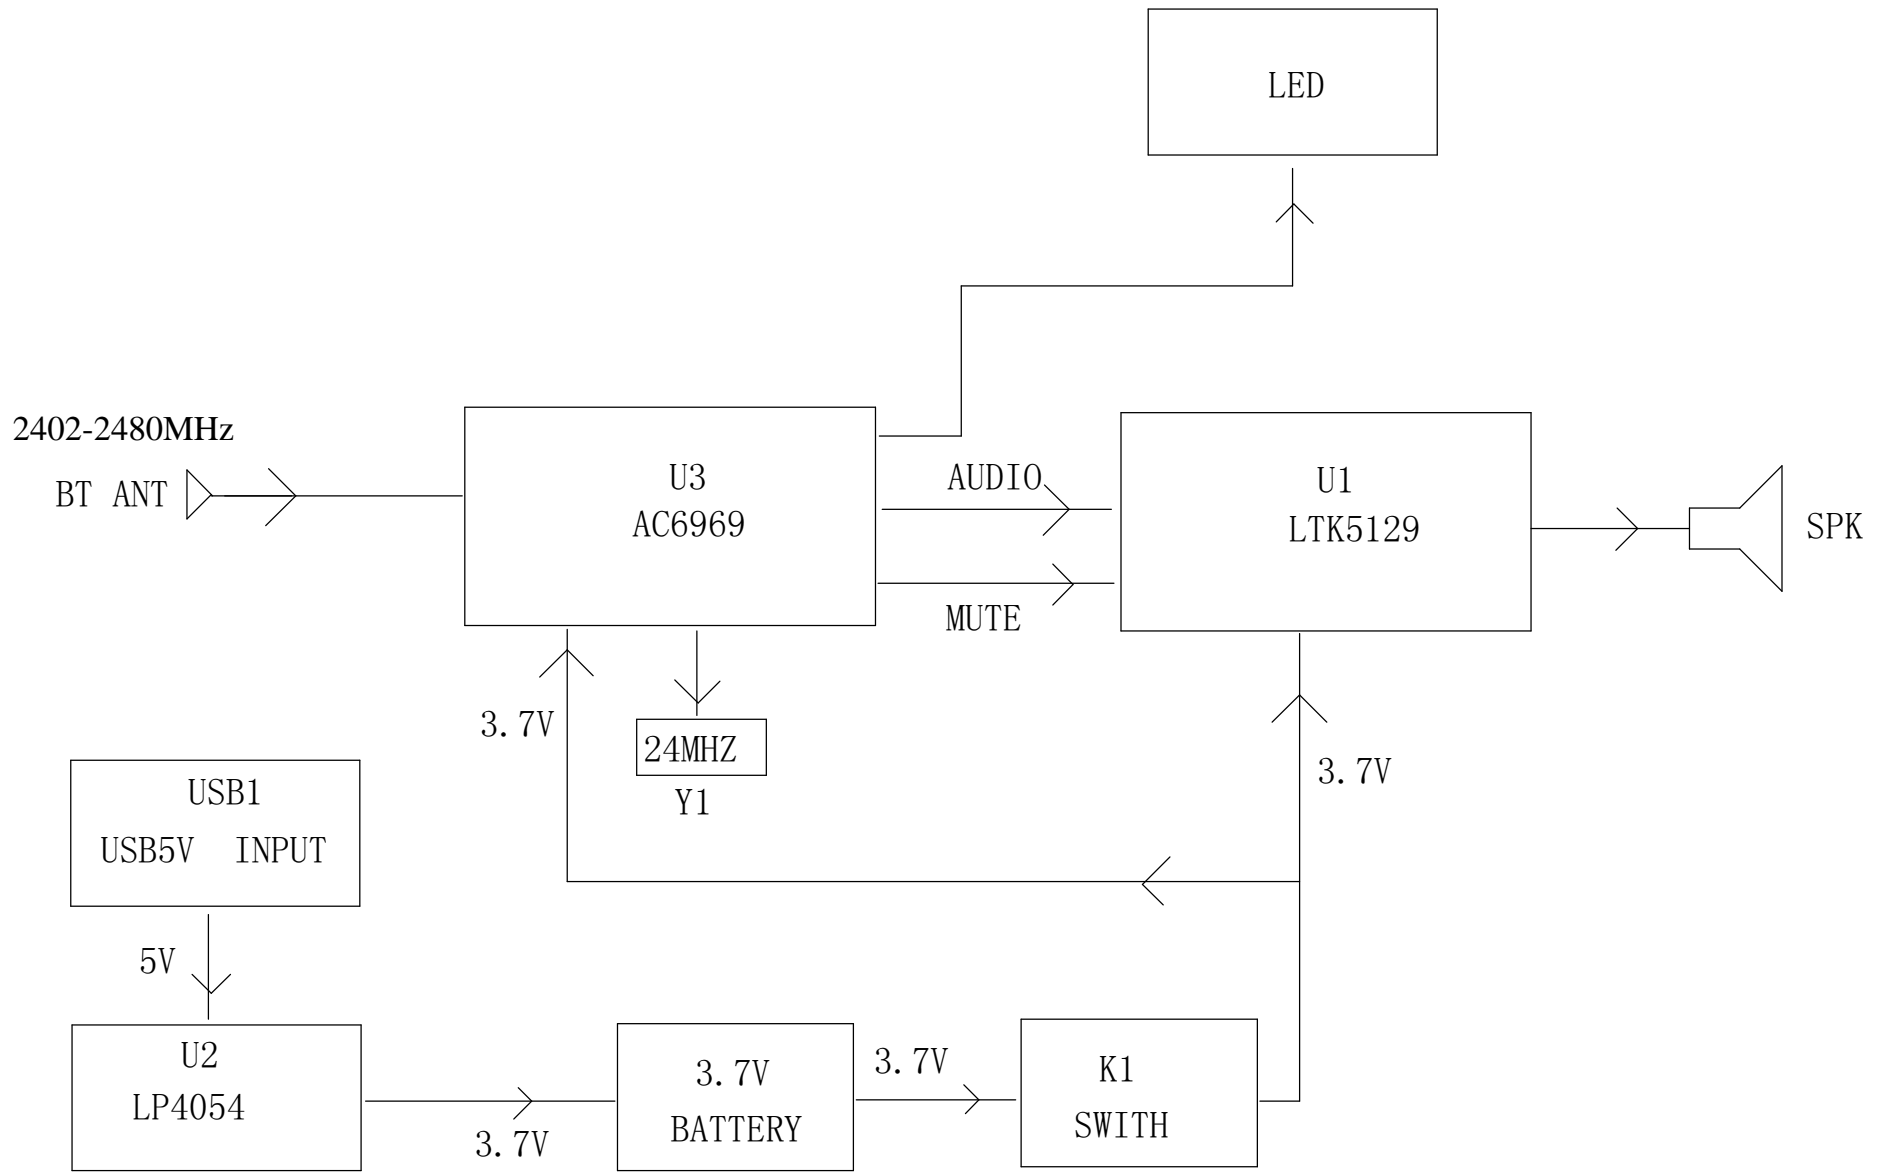 LED
2402-2480MHz
BT ANT
U3
AC6969
AUDIO
MUTE
U1
LTK5129
SPK
3.7V
24MHZ
Y1
3.7V
USB1
USB5V INPUT
5V
U2
LP4054
3.7V
3.7V
BATTERY
3.7V
K1
SWITH